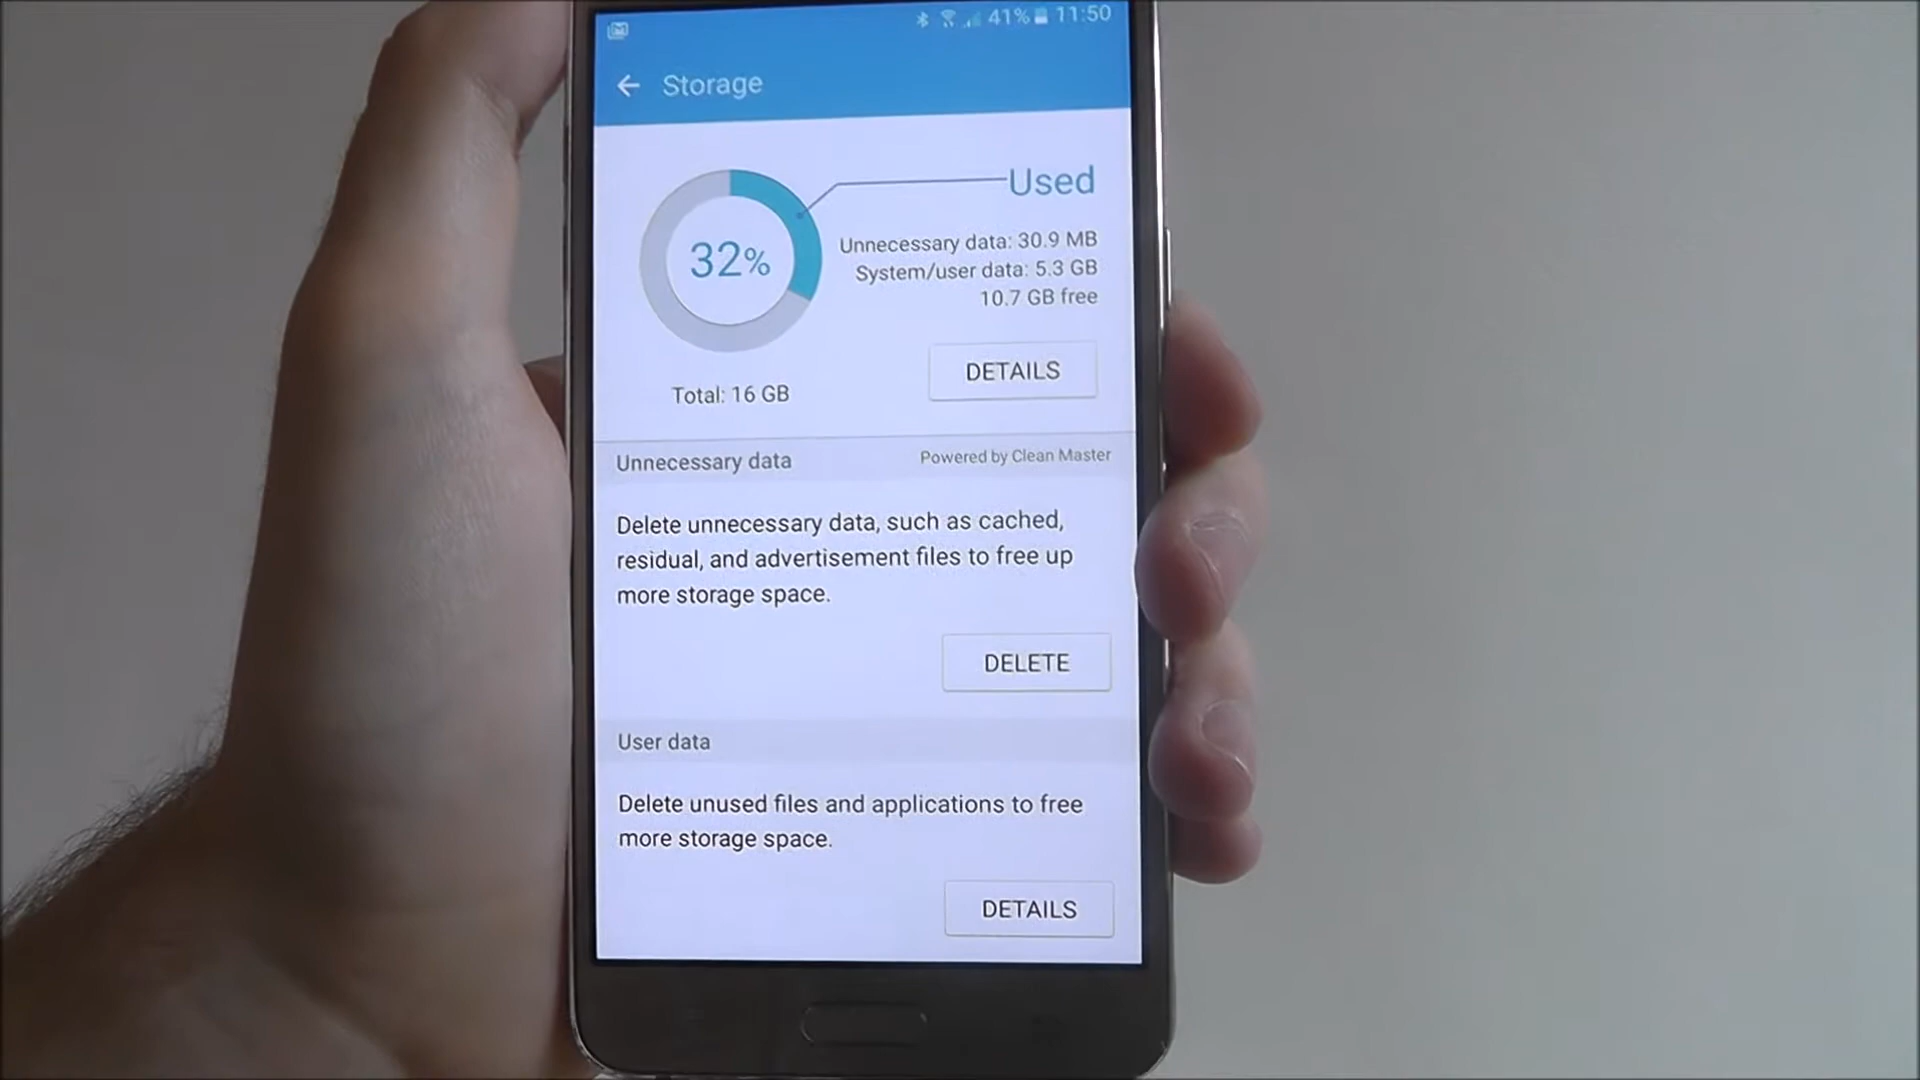 41% 11:50
Storage
Used
32%
Unnecessary data: 30.9 MB
System/user data: 5.3 GB
10.7 GB free
DETAILS
Total: 16 GB
Unnecessary data
Powered by Clean Master
Delete unnecessary data, such as cached,
residual, and advertisement files to free up
more storage space.
DELETE
User data
Delete unused files and applications to free
more storage space.
DETAILS